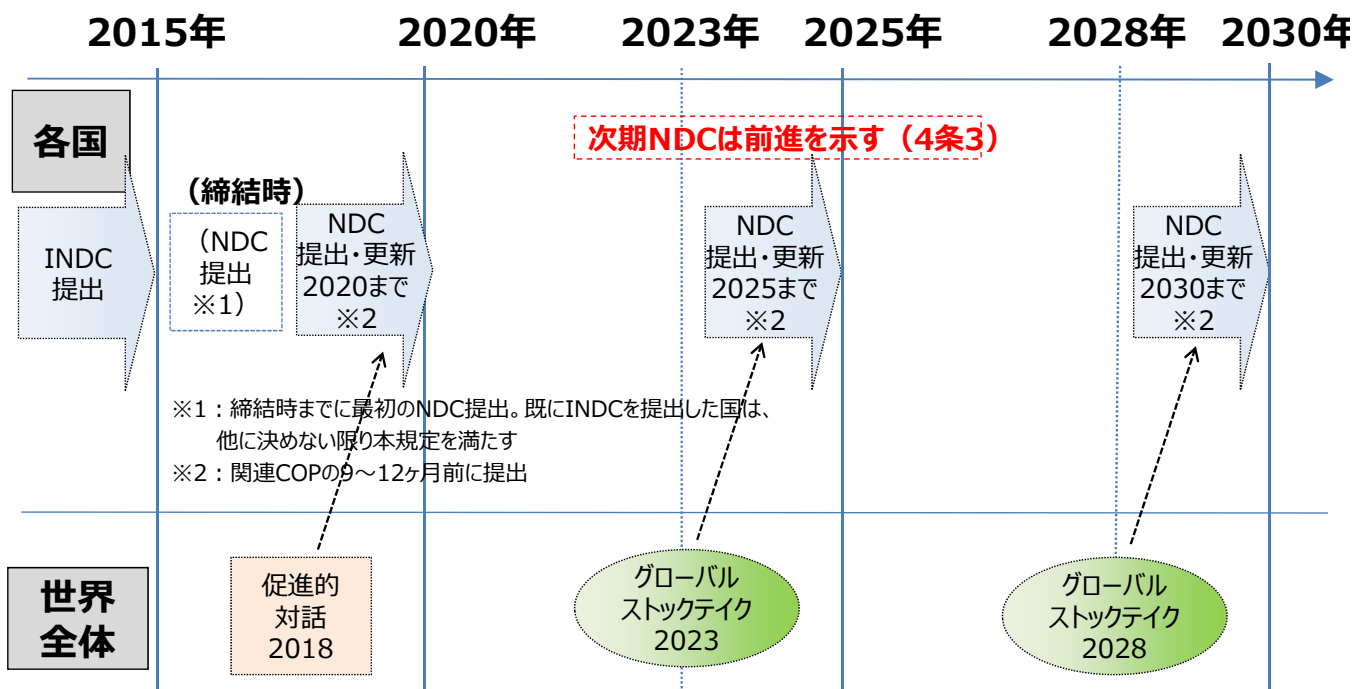 2015年
2020年
2023年
2025年
2028年
2030年
各国
次期NDCは前進を示す（4条3）
INDC
提出
（締結時）
（NDC
提出
※1）
NDC
提出・更新
2020まで
※2
NDC
提出・更新
2025まで
※2
NDC
提出・更新
2030まで
※2
※1：締結時までに最初のNDC提出。既にINDCを提出した国は、
他に決めない限り本規定を満たす
※2：関連COPの9～12ヶ月前に提出
世界
全体
促進的
対話
2018
グローバル
ストックテイク
2023
グローバル
ストックテイク
2028